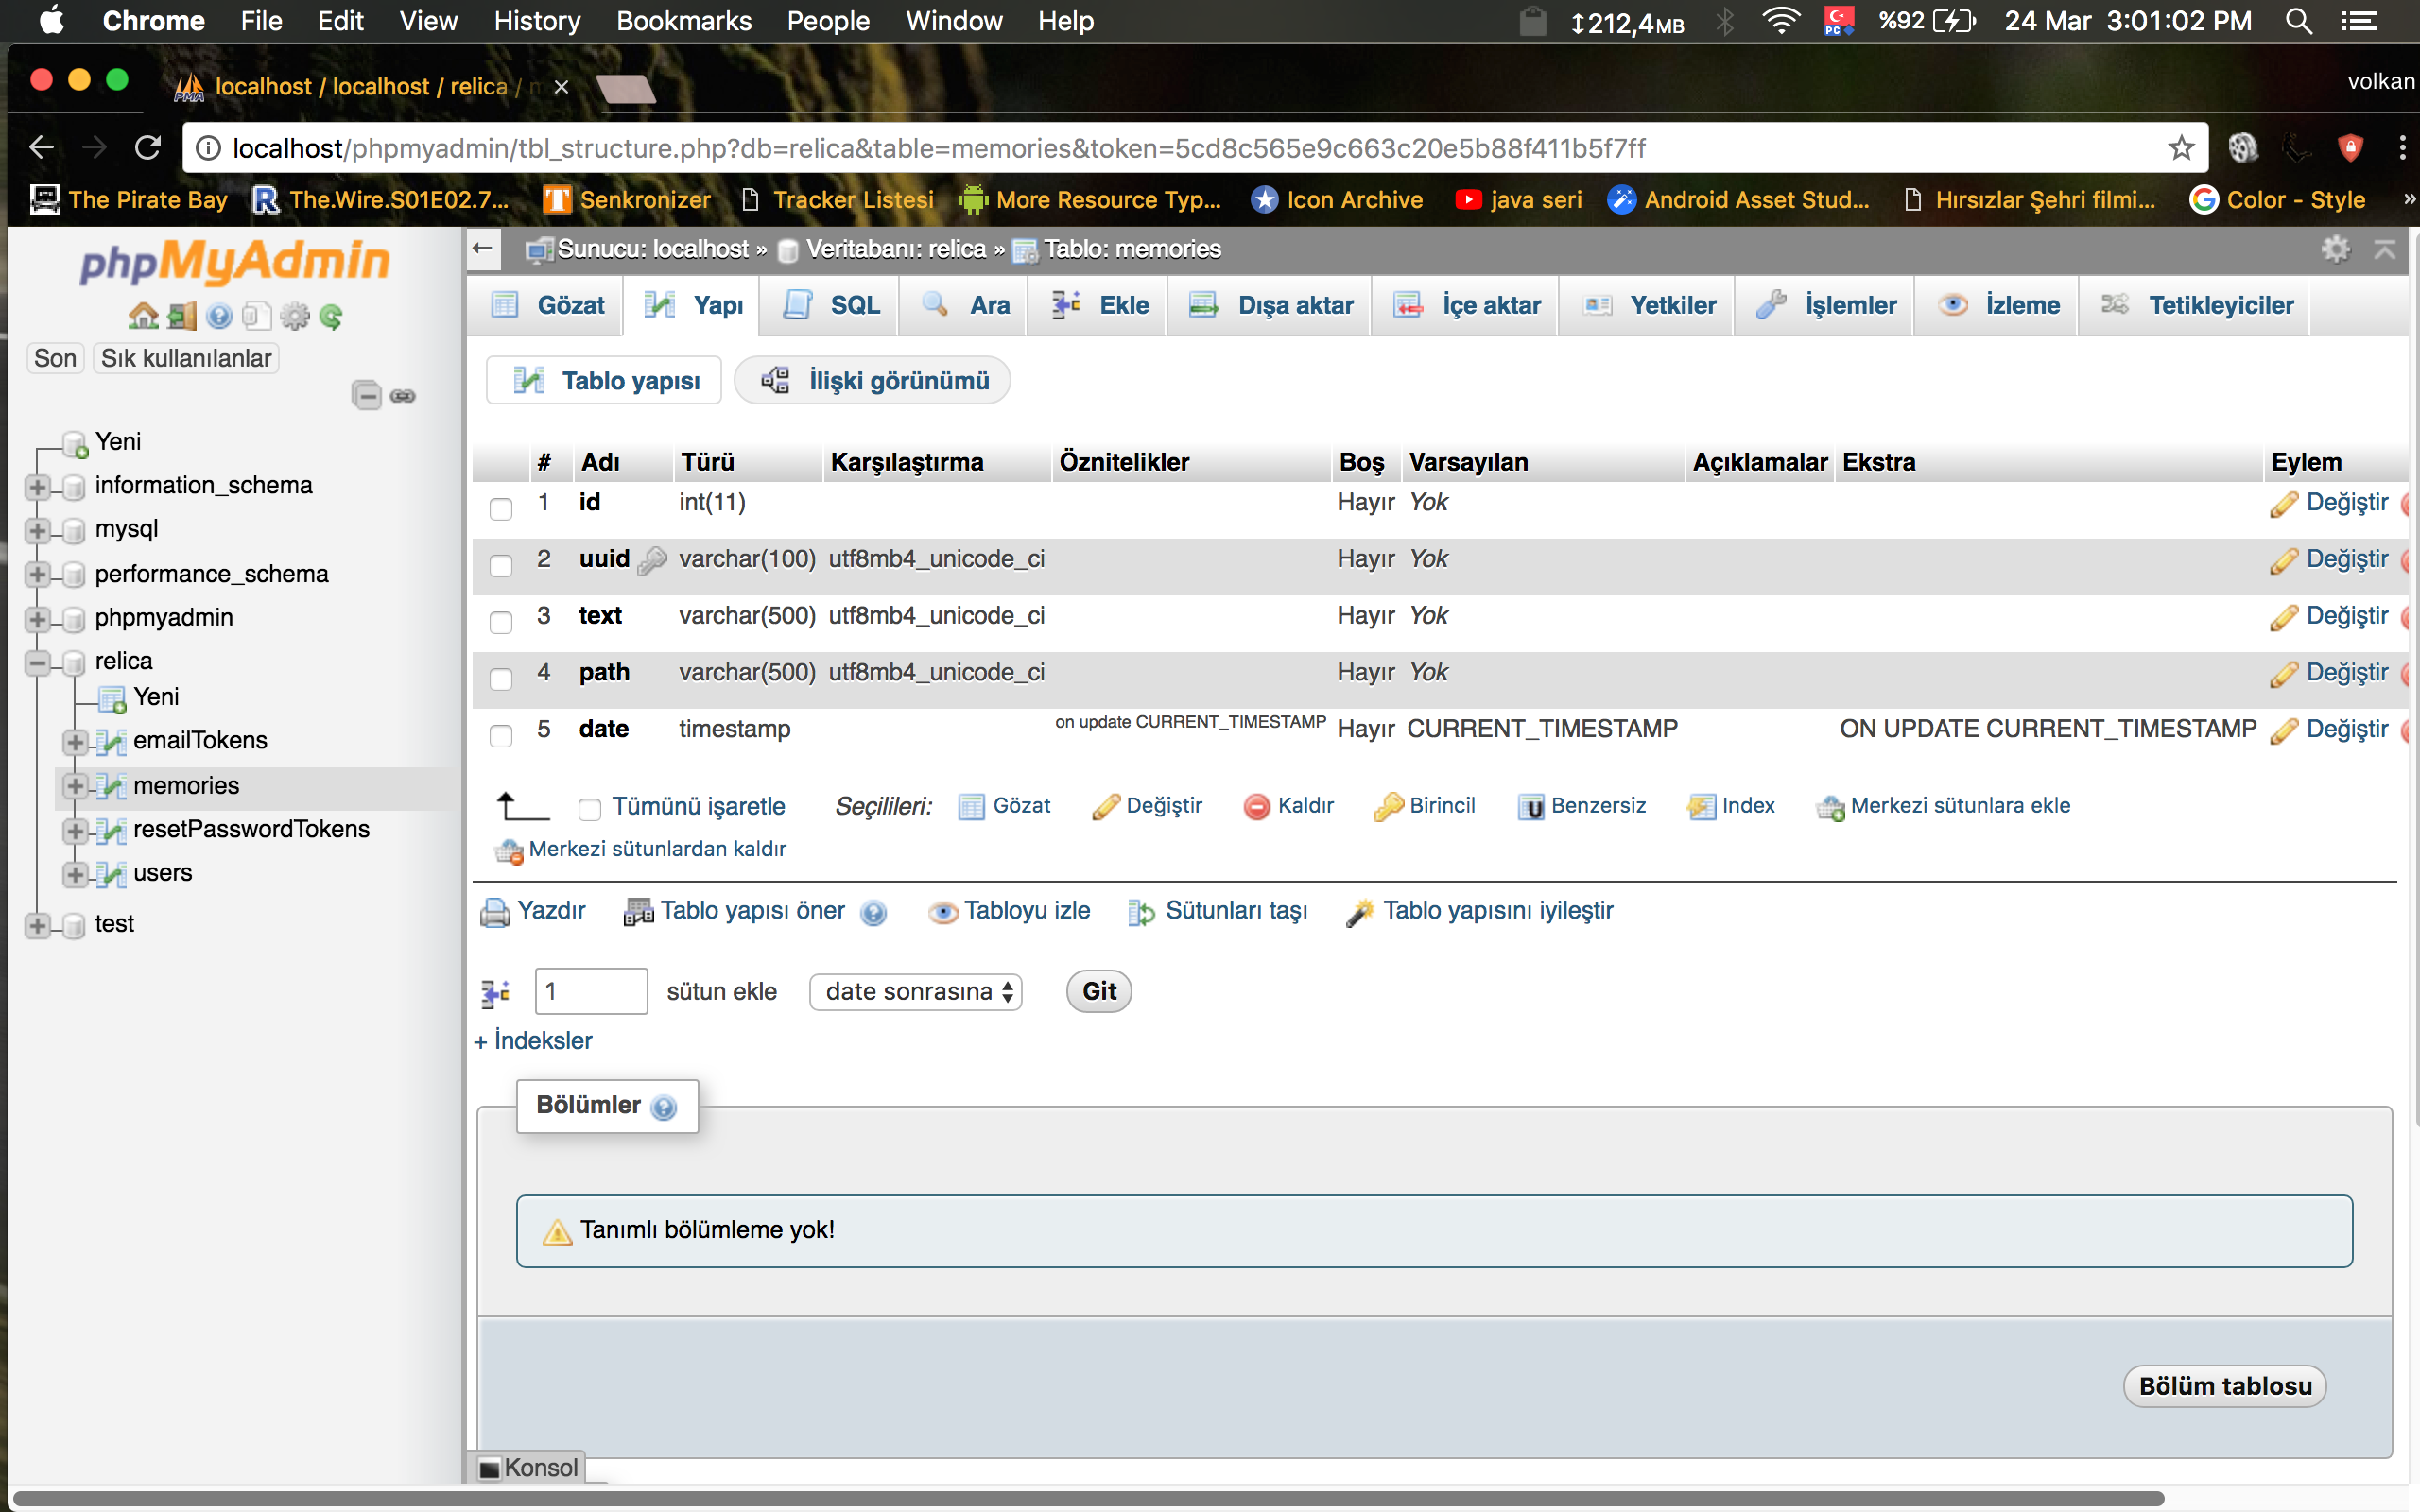 Chrome File Edit View History Bookmarks People Window Help 212,4MB PC %92 24 Mar 3:01:02 PM
PMA localhost / localhost / relica / m volkan
localhost/phpmyadmin/tbl_structure.php?db=relica&table=memories&token=5cd8c565e9c663c20e5b88f411b5f7ff
The Pirate Bay The.Wire.S01E02.7... Senkronizer Tracker Listesi More Resource Typ... Icon Archive java seri Android Asset Stud... Hırsızlar Şehri filmi... Color - Style »
phpMyAdmin
Son Sık kullanılanlar
Yeni
information_schema
mysql
performance_schema
phpmyadmin
relica
Yeni
emailTokens
memories
resetPasswordTokens
users
test
Sunucu: localhost » Veritabanı: relica » Tablo: memories
Gözat Yapı SQL Ara Ekle Dışa aktar İçe aktar Yetkiler İşlemler İzleme Tetikleyiciler
Tablo yapısı İlişki görünümü
# Adı Türü Karşılaştırma Öznitelikler Boş Varsayılan Açıklamalar Ekstra Eylem
1 id int(11) Hayır Yok Değiştir
2 uuid varchar(100) utf8mb4_unicode_ci Hayır Yok Değiştir
3 text varchar(500) utf8mb4_unicode_ci Hayır Yok Değiştir
4 path varchar(500) utf8mb4_unicode_ci Hayır Yok Değiştir
5 date timestamp on update CURRENT_TIMESTAMP Hayır CURRENT_TIMESTAMP ON UPDATE CURRENT_TIMESTAMP Değiştir
Tümünü işaretle Seçilileri: Gözat Değiştir Kaldır Birincil Benzersiz Index Merkezi sütunlara ekle
Merkezi sütunlardan kaldır
Yazdır Tablo yapısı öner Tabloyu izle Sütunları taşı Tablo yapısını iyileştir
1 sütun ekle date sonrasına Git
+ İndeksler
Bölümler
Tanımlı bölümleme yok!
Bölüm tablosu
Konsol